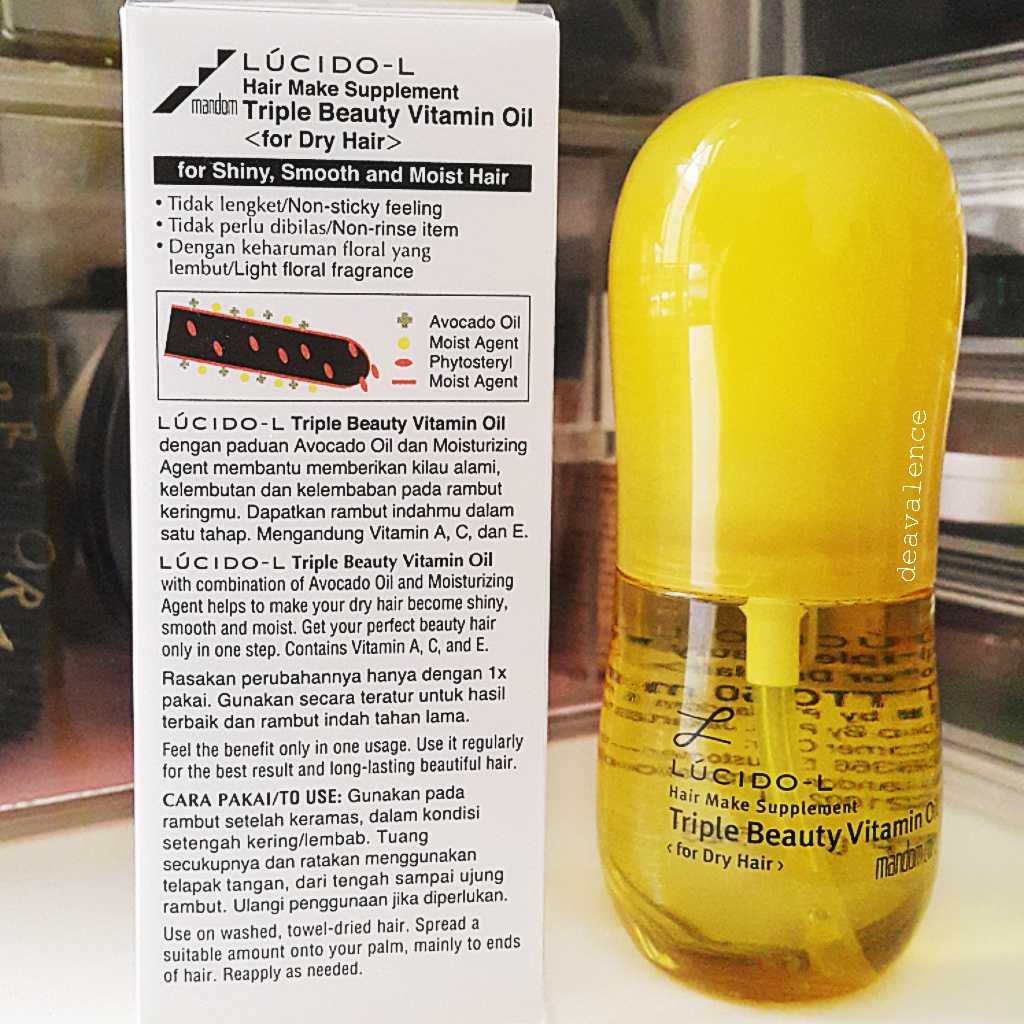 LÚCIDO-L
Hair Make Supplement
mandom Triple Beauty Vitamin Oil
<for Dry Hair>
for Shiny, Smooth and Moist Hair
• Tidak lengket/Non-sticky feeling
• Tidak perlu dibilas/Non-rinse item
• Dengan keharuman floral yang
lembut/Light floral fragrance
Avocado Oil
Moist Agent
Phytosteryl
Moist Agent
LÚCIDO-L Triple Beauty Vitamin Oil
dengan paduan Avocado Oil dan Moisturizing
Agent membantu memberikan kilau alami,
kelembutan dan kelembaban pada rambut
keringmu. Dapatkan rambut indahmu dalam
satu tahap. Mengandung Vitamin A, C, dan E.
LÚCIDO-L Triple Beauty Vitamin Oil
with combination of Avocado Oil and Moisturizing
Agent helps to make your dry hair become shiny,
smooth and moist. Get your perfect beauty hair
only in one step. Contains Vitamin A, C, and E.
Rasakan perubahannya hanya dengan 1x
pakai. Gunakan secara teratur untuk hasil
terbaik dan rambut indah tahan lama.
Feel the benefit only in one usage. Use it regularly
for the best result and long-lasting beautiful hair.
CARA PAKAI/TO USE: Gunakan pada
rambut setelah keramas, dalam kondisi
setengah kering/lembab. Tuang
secukupnya dan ratakan menggunakan
telapak tangan, dari tengah sampai ujung
rambut. Ulangi penggunaan jika diperlukan.
Use on washed, towel-dried hair. Spread a
suitable amount onto your palm, mainly to ends
of hair. Reapply as needed.
deavalence
L
LÚCIDO-L
Hair Make Supplement
Triple Beauty Vitamin Oil
‹ for Dry Hair ›
mandom